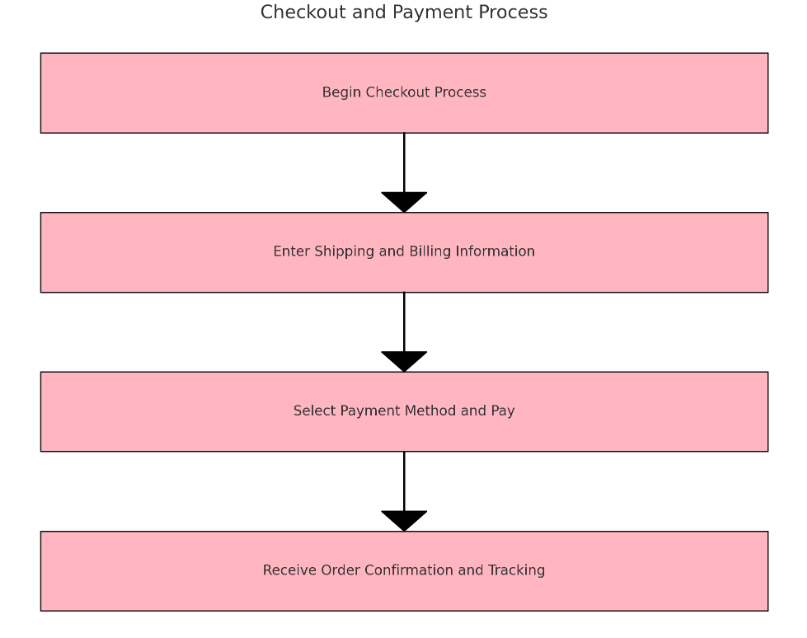 Checkout and Payment Process
Begin Checkout Process
Enter Shipping and Billing Information
Select Payment Method and Pay
Receive Order Confirmation and Tracking